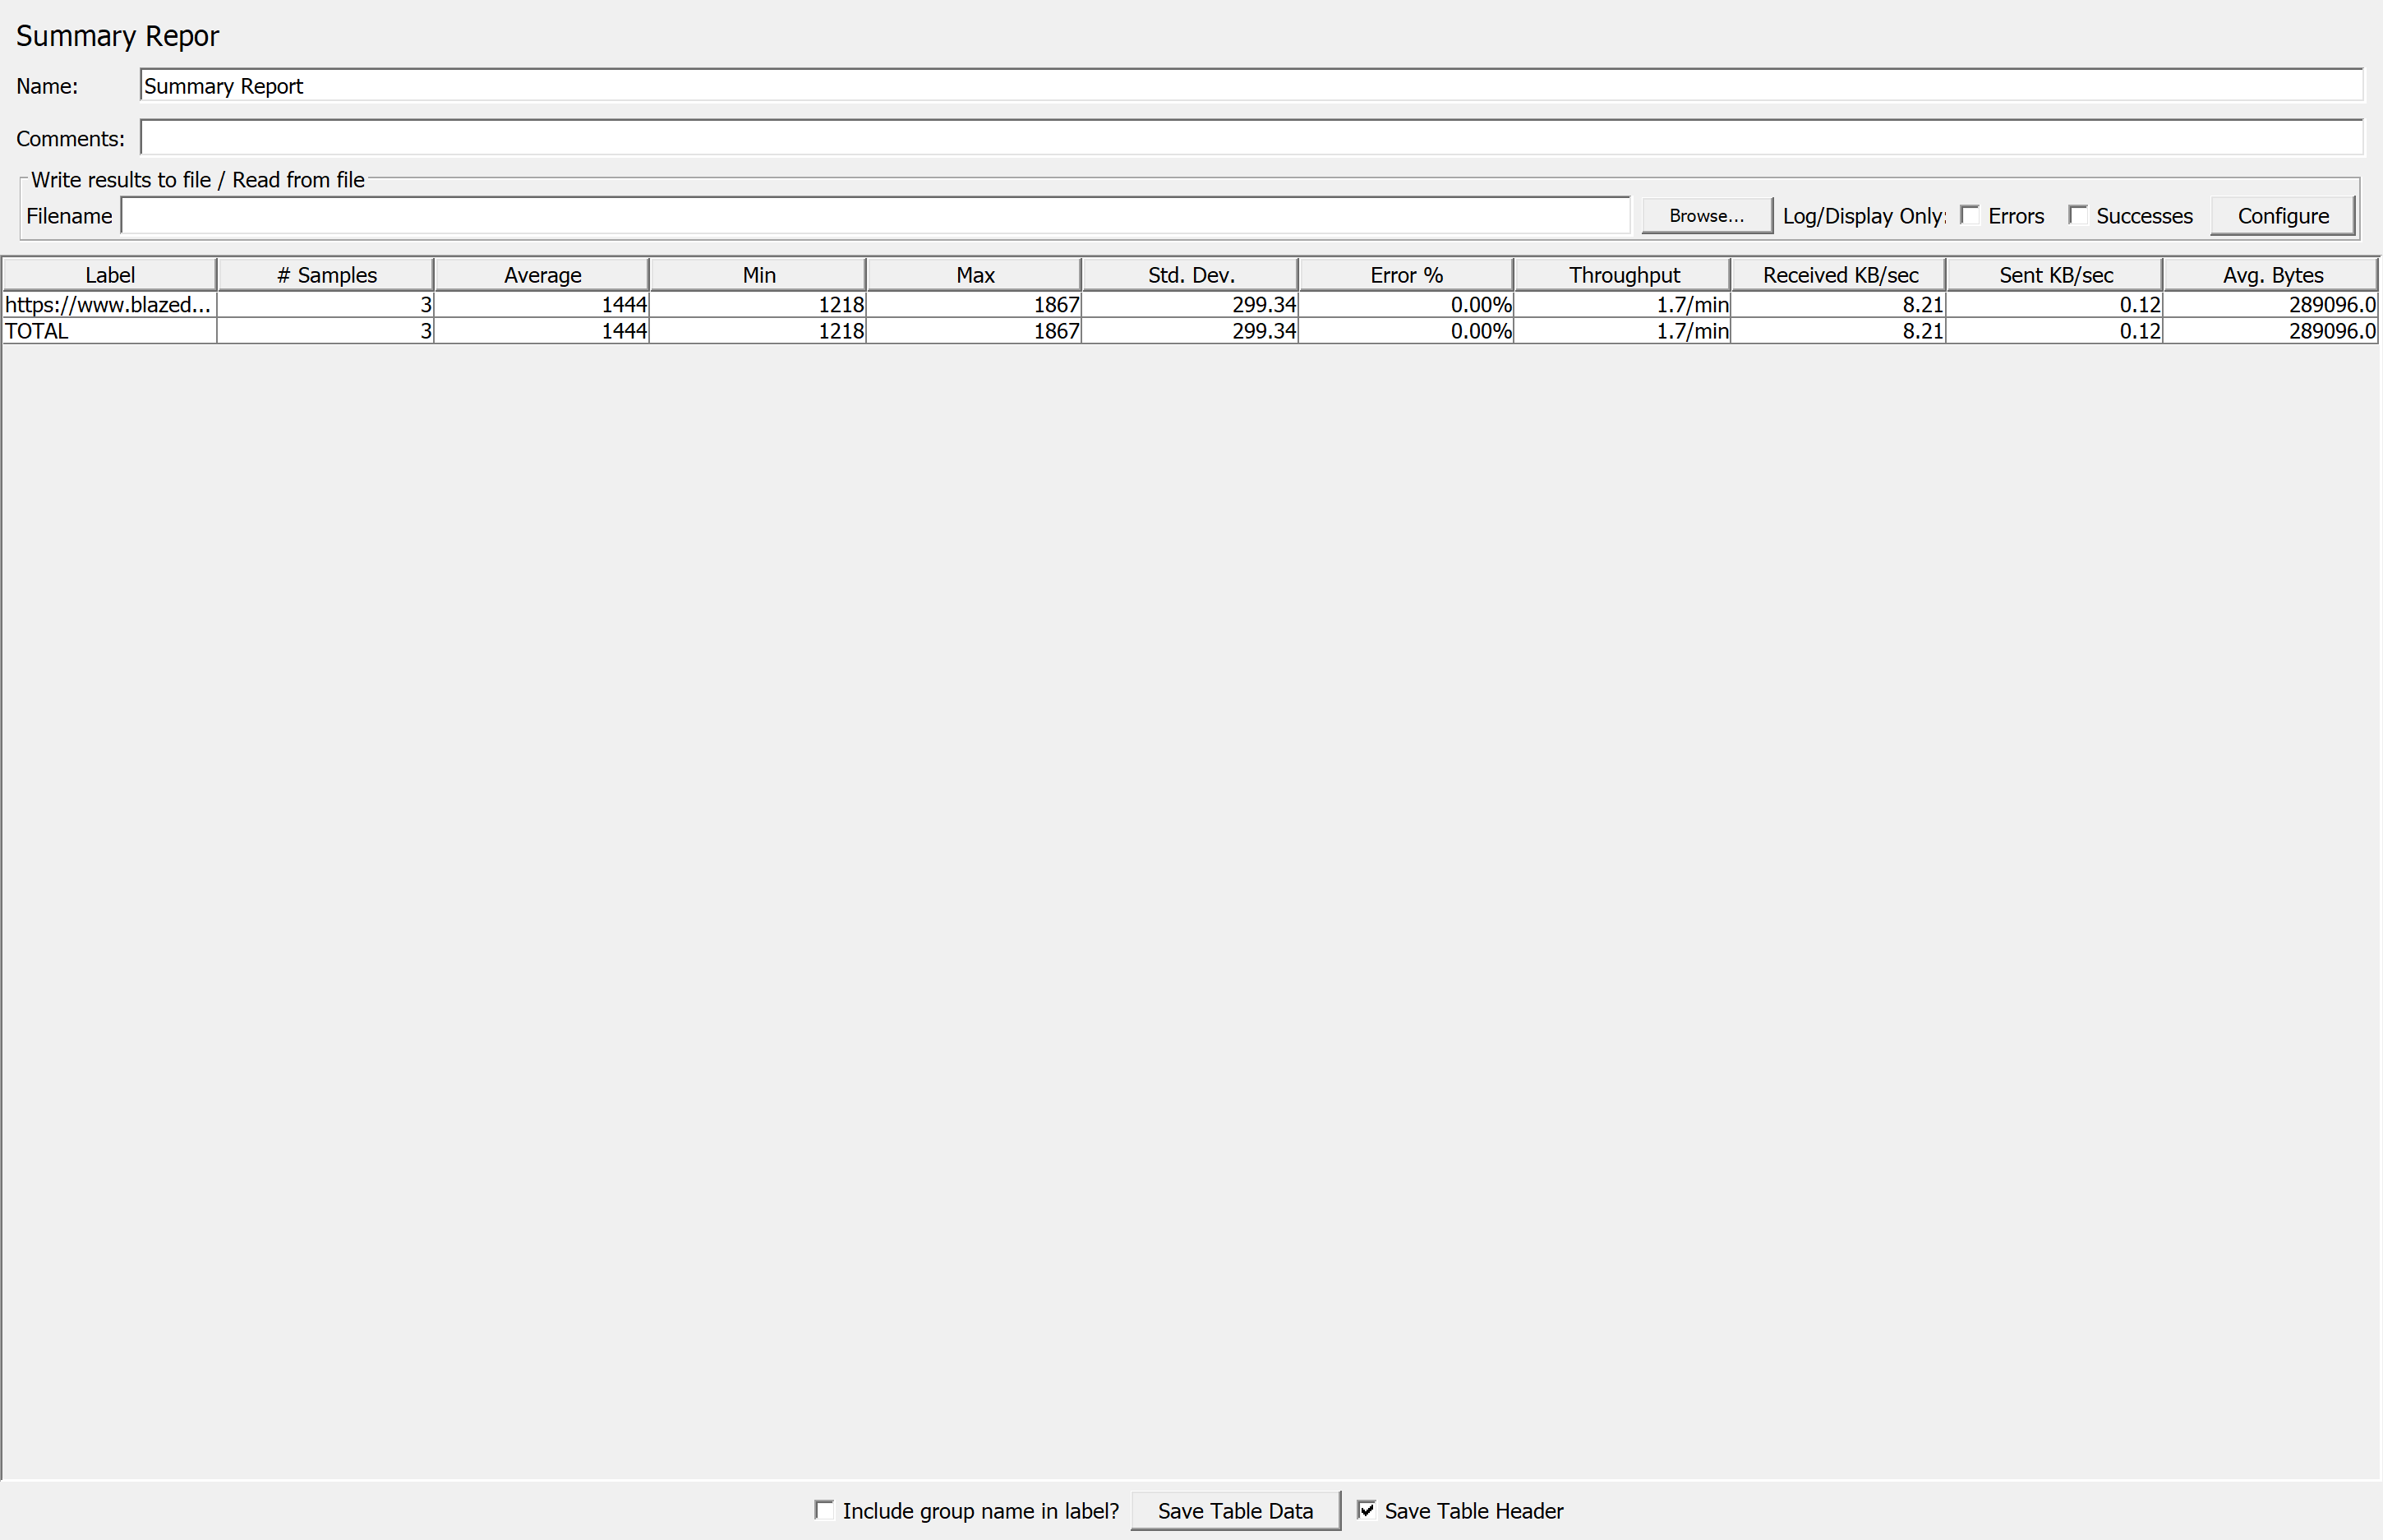 Summary Repor
Name: Summary Report
Comments:
Write results to file / Read from file
Filename Browse... Log/Display Only: Errors Successes Configure
Label # Samples Average Min Max Std. Dev. Error % Throughput Received KB/sec Sent KB/sec Avg. Bytes
https://www.blazed... 3 1444 1218 1867 299.34 0.00% 1.7/min 8.21 0.12 289096.0
TOTAL 3 1444 1218 1867 299.34 0.00% 1.7/min 8.21 0.12 289096.0
Include group name in label? Save Table Data Save Table Header